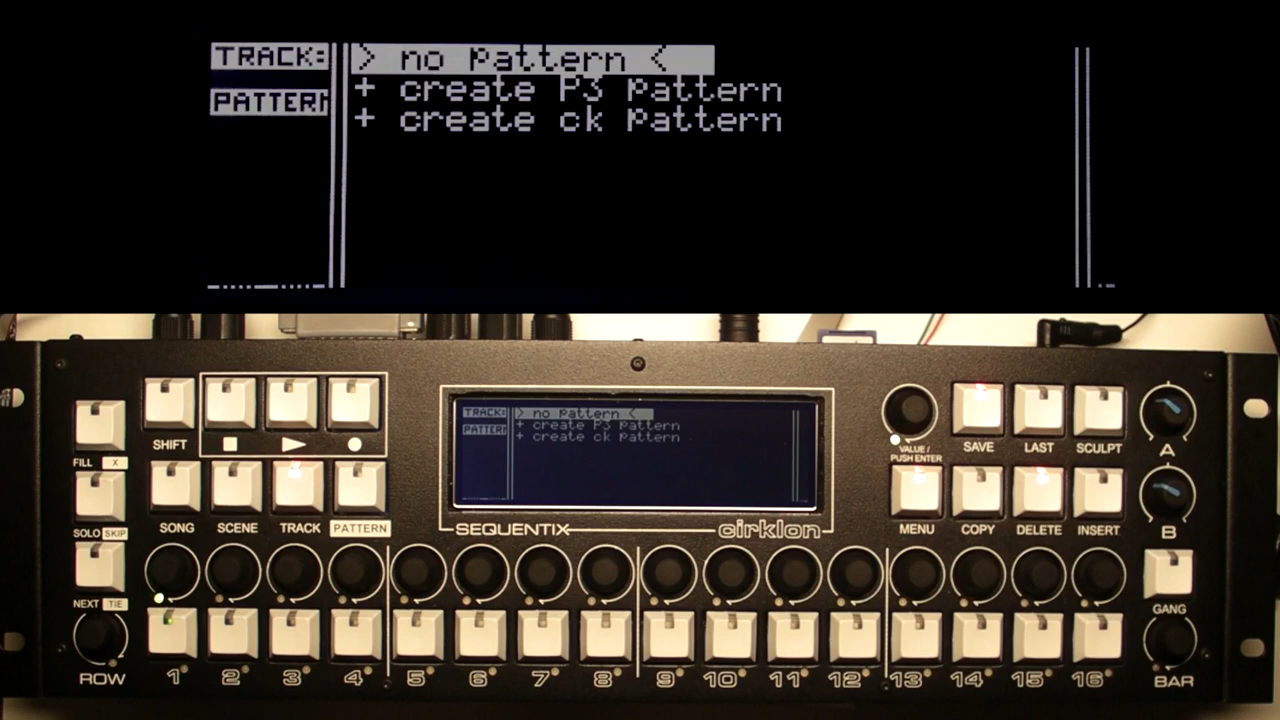 TRACK: > no pattern <
+ create P3 pattern
PATTERN
+ create ck pattern
TRACK: > no pattern <
+ create P3 pattern
PATTERN
+ create ck pattern
SHIFT
VALUE / PUSH ENTER
SAVE LAST SCULPT
A
FILL X
SONG SCENE TRACK PATTERN
SEQUENTIX cirklon
MENU COPY DELETE INSERT
SOLO SKIP
B
NEXT TIE
GANG
ROW 1 2 3 4 5 6 7 8 9 10 11 12 13 14 15 16 BAR